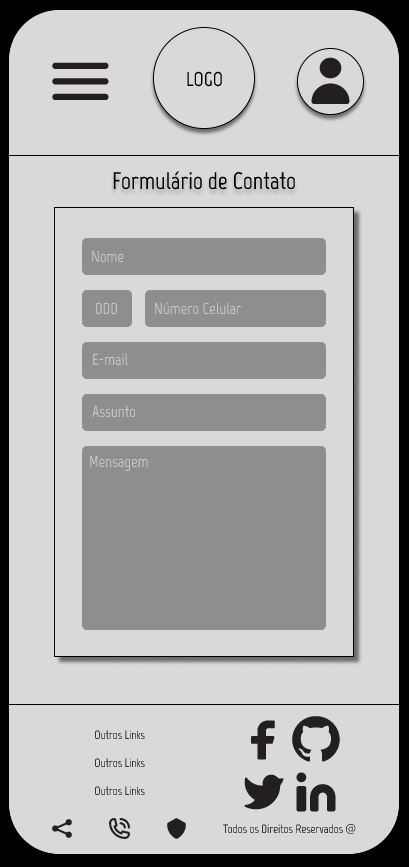 LOGO
Formulário de Contato
Nome
DDD Número Celular
E-mail
Assunto
Mensagem
Outros Links
Outros Links
Outros Links
Todos os Direitos Reservados @